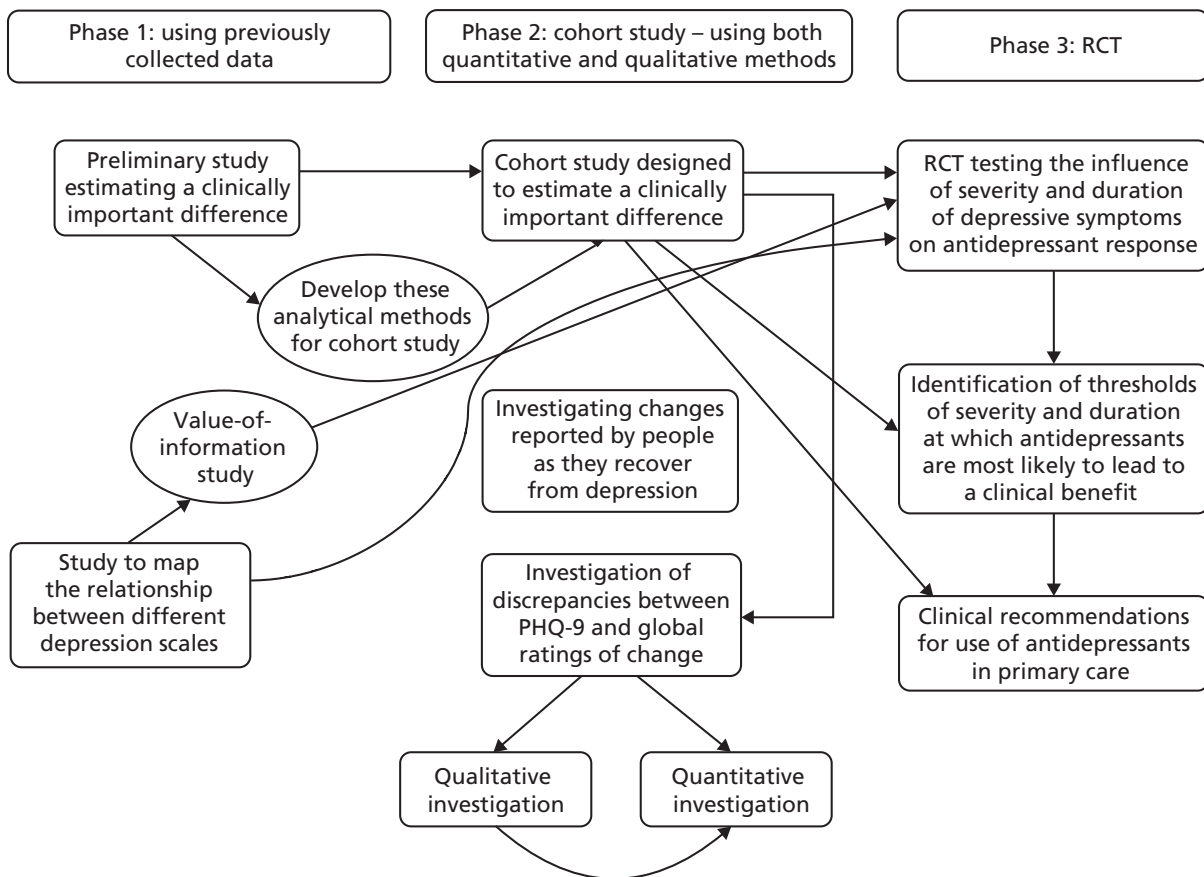 Phase 1: using previously
collected data
Phase 2: cohort study – using both
quantitative and qualitative methods
Phase 3: RCT
Preliminary study
estimating a clinically
important difference
Cohort study designed
to estimate a clinically
important difference
RCT testing the influence
of severity and duration
of depressive symptoms
on antidepressant response
Develop these
analytical methods
for cohort study
Value-of-
information
study
Investigating changes
reported by people
as they recover
from depression
Identification of thresholds
of severity and duration
at which antidepressants
are most likely to lead to
a clinical benefit
Study to map
the relationship
between different
depression scales
Investigation of
discrepancies between
PHQ-9 and global
ratings of change
Clinical recommendations
for use of antidepressants
in primary care
Qualitative
investigation
Quantitative
investigation